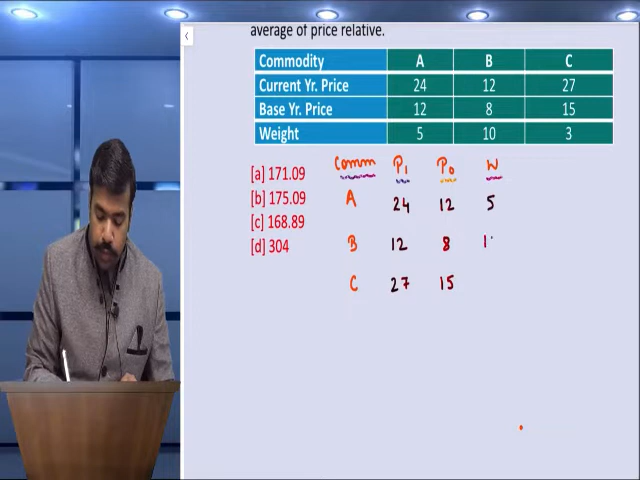 average of price relative.
Commodity A B C
Current Yr. Price 24 12 27
Base Yr. Price 12 8 15
Weight 5 10 3
[a] 171.09
[b] 175.09
[c] 168.89
[d] 304
Comm P₁ P₀ W
A 24 12 5
B 12 8 1
C 27 15